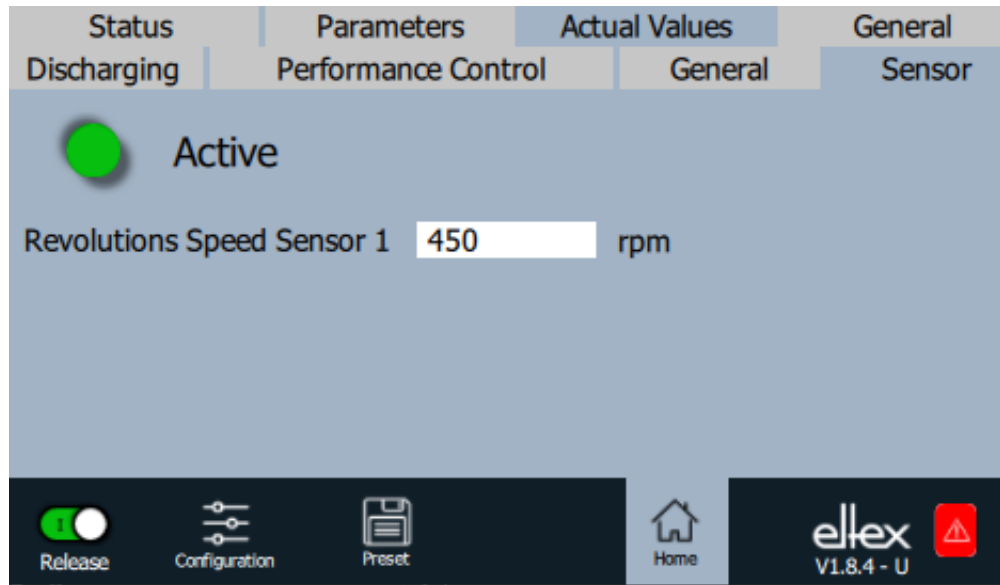 Status Parameters Actual Values General
Discharging Performance Control General Sensor
Active
Revolutions Speed Sensor 1 450 rpm
I
Release Configuration Preset Home eltex
V1.8.4 - U